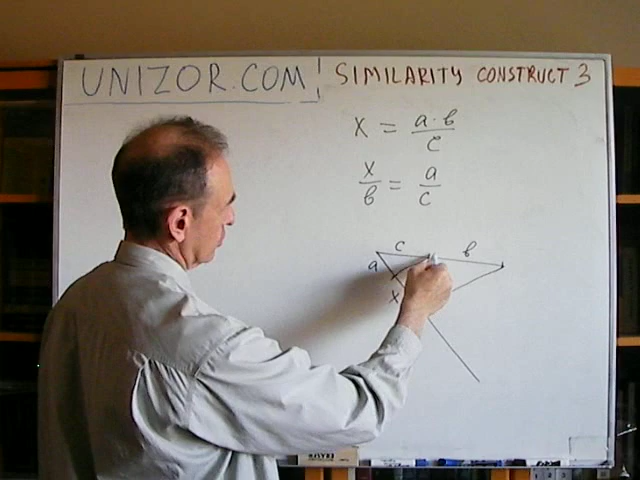 UNIZOR.COM SIMILARITY CONSTRUCT 3
x = a·b/c
x/b = a/c
c b
a
x